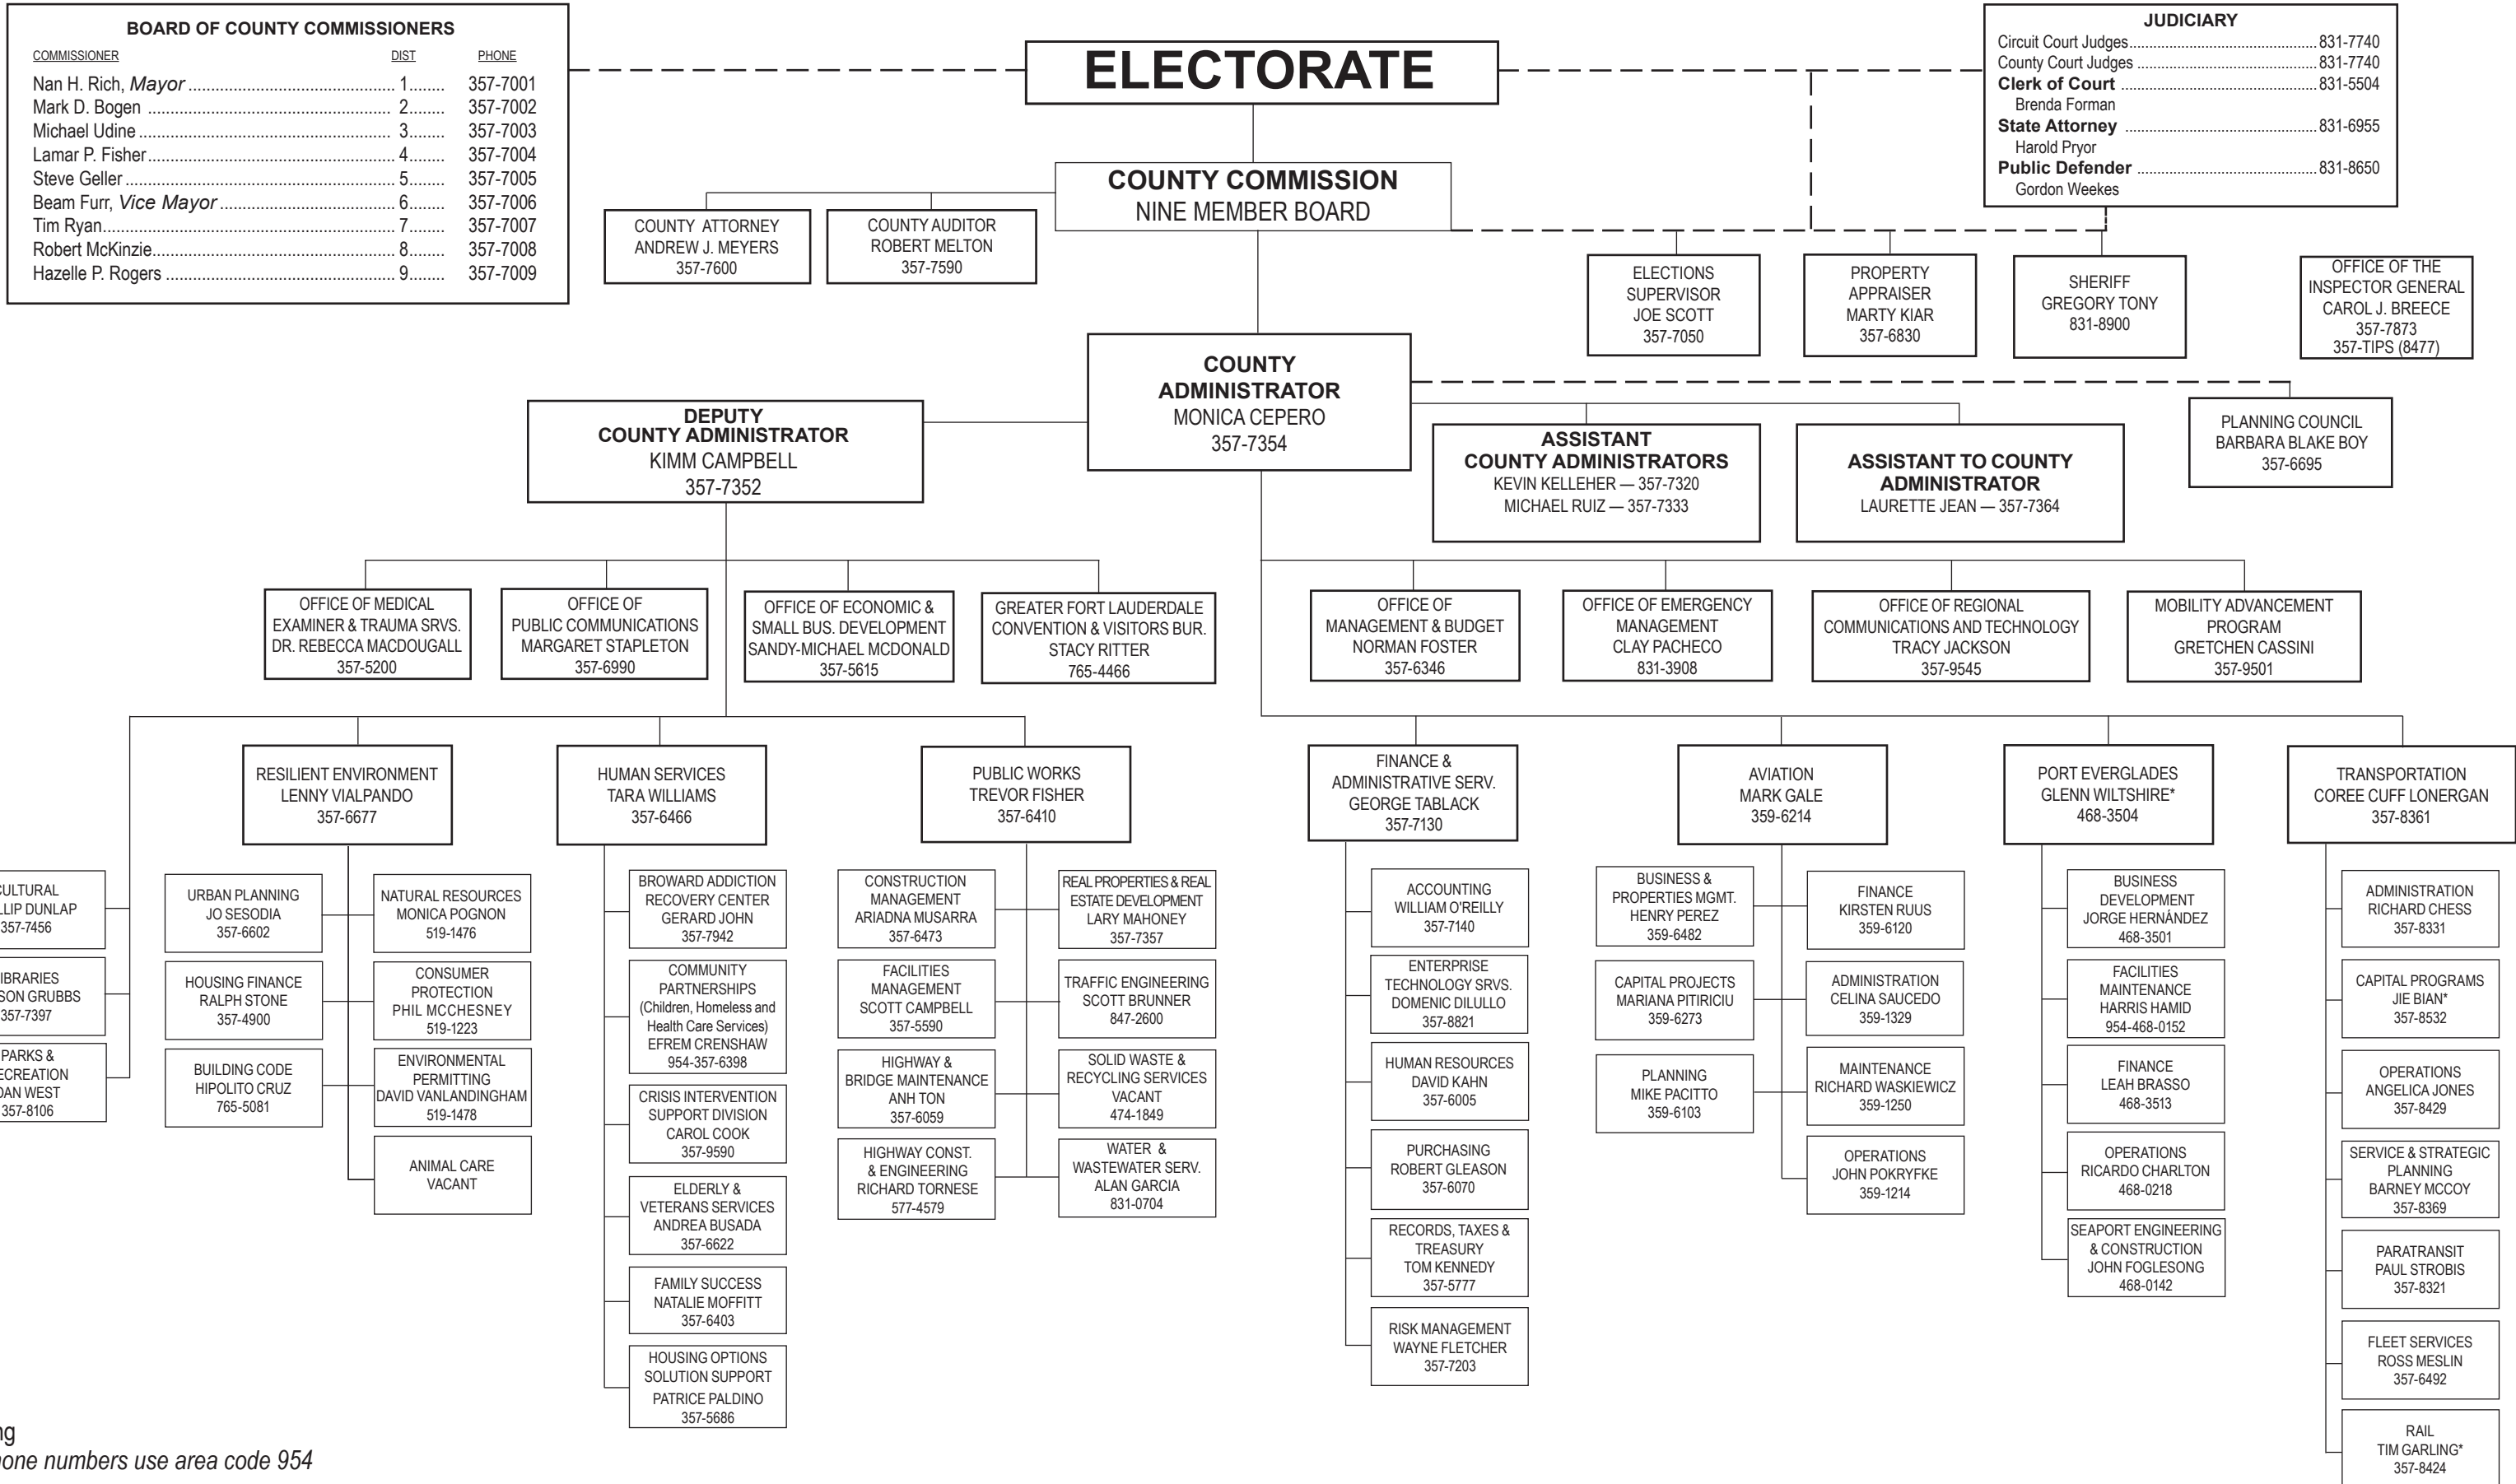 BOARD OF COUNTY COMMISSIONERS
COMMISSIONER DIST PHONE
Nan H. Rich, Mayor 1 357-7001
Mark D. Bogen 2 357-7002
Michael Udine 3 357-7003
Lamar P. Fisher 4 357-7004
Steve Geller 5 357-7005
Beam Furr, Vice Mayor 6 357-7006
Tim Ryan 7 357-7007
Robert McKinzie 8 357-7008
Hazelle P. Rogers 9 357-7009
ELECTORATE
JUDICIARY
Circuit Court Judges 831-7740
County Court Judges 831-7740
Clerk of Court 831-5504
Brenda Forman
State Attorney 831-6955
Harold Pryor
Public Defender 831-8650
Gordon Weekes
COUNTY COMMISSION
NINE MEMBER BOARD
COUNTY ATTORNEY
ANDREW J. MEYERS
357-7600
COUNTY AUDITOR
ROBERT MELTON
357-7590
ELECTIONS
SUPERVISOR
JOE SCOTT
357-7050
PROPERTY
APPRAISER
MARTY KIAR
357-6830
SHERIFF
GREGORY TONY
831-8900
OFFICE OF THE
INSPECTOR GENERAL
CAROL J. BREECE
357-7873
357-TIPS (8477)
COUNTY
ADMINISTRATOR
MONICA CEPERO
357-7354
DEPUTY
COUNTY ADMINISTRATOR
KIMM CAMPBELL
357-7352
ASSISTANT
COUNTY ADMINISTRATORS
KEVIN KELLEHER — 357-7320
MICHAEL RUIZ — 357-7333
ASSISTANT TO COUNTY
ADMINISTRATOR
LAURETTE JEAN — 357-7364
PLANNING COUNCIL
BARBARA BLAKE BOY
357-6695
OFFICE OF MEDICAL
EXAMINER & TRAUMA SRVS.
DR. REBECCA MACDOUGALL
357-5200
OFFICE OF
PUBLIC COMMUNICATIONS
MARGARET STAPLETON
357-6990
OFFICE OF ECONOMIC &
SMALL BUS. DEVELOPMENT
SANDY-MICHAEL MCDONALD
357-5615
GREATER FORT LAUDERDALE
CONVENTION & VISITORS BUR.
STACY RITTER
765-4466
OFFICE OF
MANAGEMENT & BUDGET
NORMAN FOSTER
357-6346
OFFICE OF EMERGENCY
MANAGEMENT
CLAY PACHECO
831-3908
OFFICE OF REGIONAL
COMMUNICATIONS AND TECHNOLOGY
TRACY JACKSON
357-9545
MOBILITY ADVANCEMENT
PROGRAM
GRETCHEN CASSINI
357-9501
RESILIENT ENVIRONMENT
LENNY VIALPANDO
357-6677
HUMAN SERVICES
TARA WILLIAMS
357-6466
PUBLIC WORKS
TREVOR FISHER
357-6410
FINANCE &
ADMINISTRATIVE SERV.
GEORGE TABLACK
357-7130
AVIATION
MARK GALE
359-6214
PORT EVERGLADES
GLENN WILTSHIRE*
468-3504
TRANSPORTATION
COREE CUFF LONERGAN
357-8361
ULTURAL
LLIP DUNLAP
357-7456
IBRARIES
SON GRUBBS
357-7397
PARKS &
ECREATION
DAN WEST
357-8106
URBAN PLANNING
JO SESODIA
357-6602
HOUSING FINANCE
RALPH STONE
357-4900
BUILDING CODE
HIPOLITO CRUZ
765-5081
NATURAL RESOURCES
MONICA POGNON
519-1476
CONSUMER
PROTECTION
PHIL MCCHESNEY
519-1223
ENVIRONMENTAL
PERMITTING
DAVID VANLANDINGHAM
519-1478
ANIMAL CARE
VACANT
BROWARD ADDICTION
RECOVERY CENTER
GERARD JOHN
357-7942
COMMUNITY
PARTNERSHIPS
(Children, Homeless and
Health Care Services)
EFREM CRENSHAW
954-357-6398
CRISIS INTERVENTION
SUPPORT DIVISION
CAROL COOK
357-9590
ELDERLY &
VETERANS SERVICES
ANDREA BUSADA
357-6622
FAMILY SUCCESS
NATALIE MOFFITT
357-6403
HOUSING OPTIONS
SOLUTION SUPPORT
PATRICE PALDINO
357-5686
CONSTRUCTION
MANAGEMENT
ARIADNA MUSARRA
357-6473
FACILITIES
MANAGEMENT
SCOTT CAMPBELL
357-5590
HIGHWAY &
BRIDGE MAINTENANCE
ANH TON
357-6059
HIGHWAY CONST.
& ENGINEERING
RICHARD TORNESE
577-4579
REAL PROPERTIES & REAL
ESTATE DEVELOPMENT
LARY MAHONEY
357-7357
TRAFFIC ENGINEERING
SCOTT BRUNNER
847-2600
SOLID WASTE &
RECYCLING SERVICES
VACANT
474-1849
WATER &
WASTEWATER SERV.
ALAN GARCIA
831-0704
ACCOUNTING
WILLIAM O'REILLY
357-7140
ENTERPRISE
TECHNOLOGY SRVS.
DOMENIC DILULLO
357-8821
HUMAN RESOURCES
DAVID KAHN
357-6005
PURCHASING
ROBERT GLEASON
357-6070
RECORDS, TAXES &
TREASURY
TOM KENNEDY
357-5777
RISK MANAGEMENT
WAYNE FLETCHER
357-7203
BUSINESS &
PROPERTIES MGMT.
HENRY PEREZ
359-6482
CAPITAL PROJECTS
MARIANA PITIRICIU
359-6273
PLANNING
MIKE PACITTO
359-6103
FINANCE
KIRSTEN RUUS
359-6120
ADMINISTRATION
CELINA SAUCEDO
359-1329
MAINTENANCE
RICHARD WASKIEWICZ
359-1250
OPERATIONS
JOHN POKRYFKE
359-1214
BUSINESS
DEVELOPMENT
JORGE HERNÁNDEZ
468-3501
FACILITIES
MAINTENANCE
HARRIS HAMID
954-468-0152
FINANCE
LEAH BRASSO
468-3513
OPERATIONS
RICARDO CHARLTON
468-0218
SEAPORT ENGINEERING
& CONSTRUCTION
JOHN FOGLESONG
468-0142
ADMINISTRATION
RICHARD CHESS
357-8331
CAPITAL PROGRAMS
JIE BIAN*
357-8532
OPERATIONS
ANGELICA JONES
357-8429
SERVICE & STRATEGIC
PLANNING
BARNEY MCCOY
357-8369
PARATRANSIT
PAUL STROBIS
357-8321
FLEET SERVICES
ROSS MESLIN
357-6492
RAIL
TIM GARLING*
357-8424
ng
one numbers use area code 954